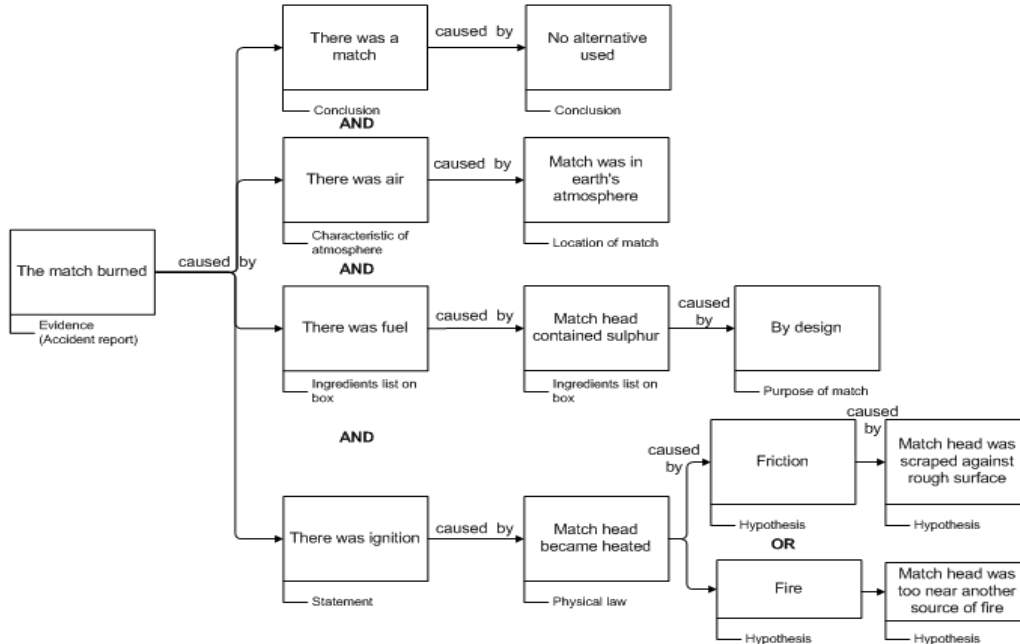 There was a
match
caused by
No alternative
used
Conclusion
Conclusion
AND
There was air
caused by
Match was in
earth's
atmosphere
Characteristic of
atmosphere
Location of match
AND
The match burned
caused by
Evidence
(Accident report)
There was fuel
caused by
Match head
contained sulphur
caused
by
By design
Ingredients list on
box
Ingredients list on
box
Purpose of match
AND
There was ignition
caused by
Match head
became heated
Statement
Physical law
caused
by
Friction
caused
by
Match head was
scraped against
rough surface
Hypothesis
Hypothesis
OR
Fire
Match head was
too near another
source of fire
Hypothesis
Hypothesis